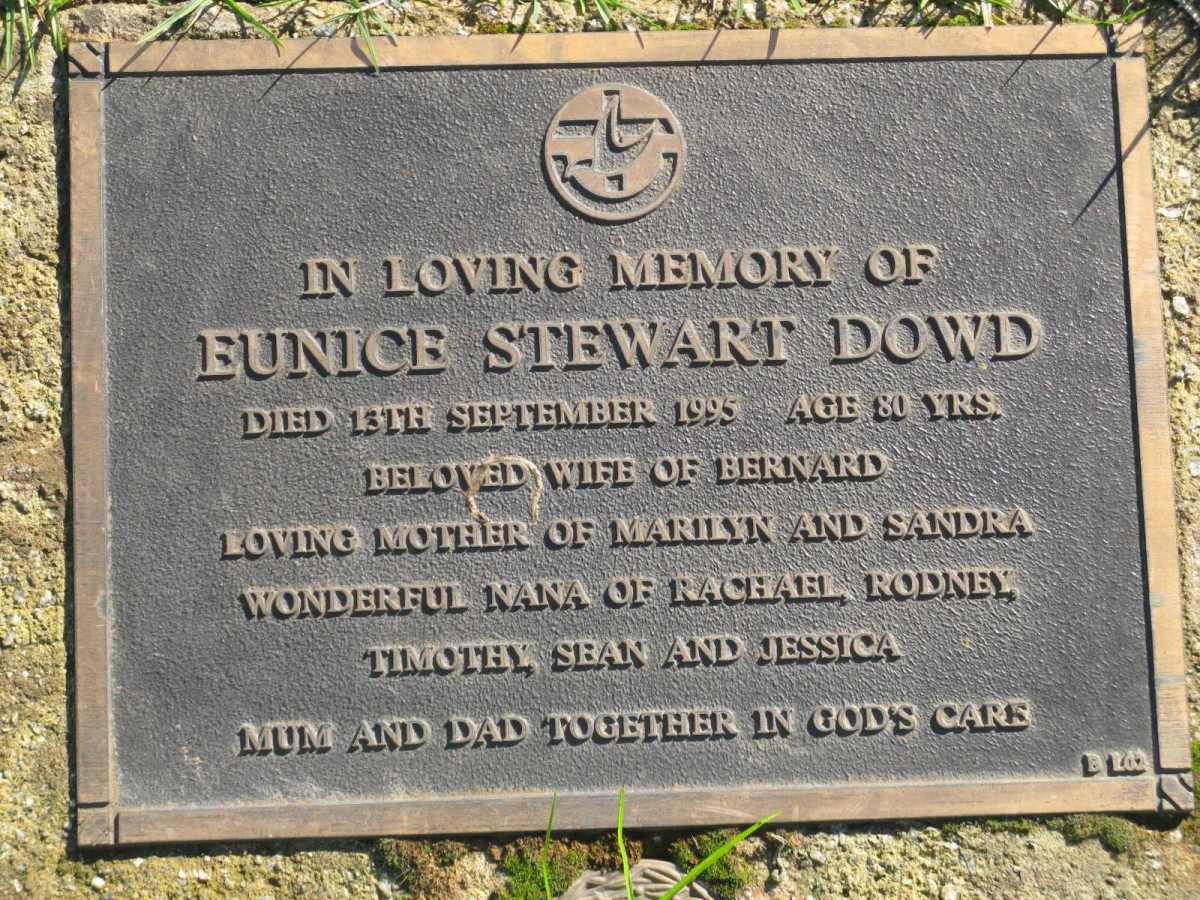 IN LOVING MEMORY OF
EUNICE STEWART DOWD
DIED 13TH SEPTEMBER 1995 AGE 80 YRS.
BELOVED WIFE OF BERNARD
LOVING MOTHER OF MARILYN AND SANDRA
WONDERFUL NANA OF RACHAEL, RODNEY,
TIMOTHY, SEAN AND JESSICA
MUM AND DAD TOGETHER IN GOD'S CARE